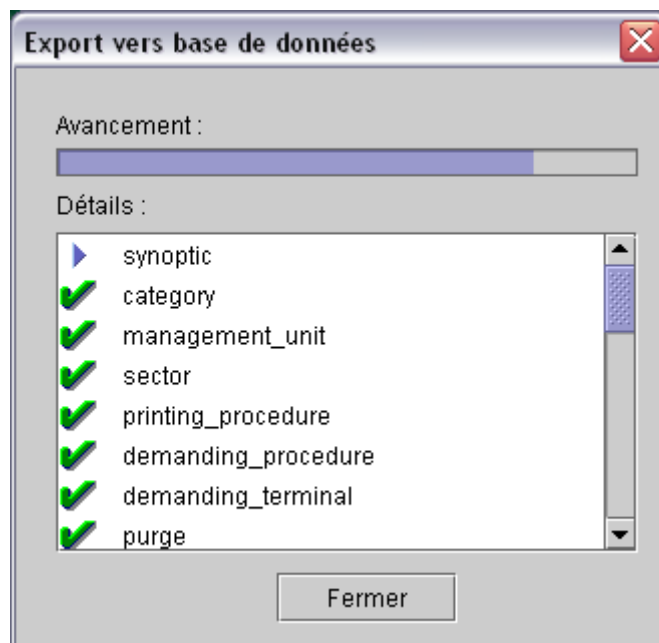 Export vers base de données
Avancement :
Détails :
synoptic
category
management_unit
sector
printing_procedure
demanding_procedure
demanding_terminal
purge
Fermer